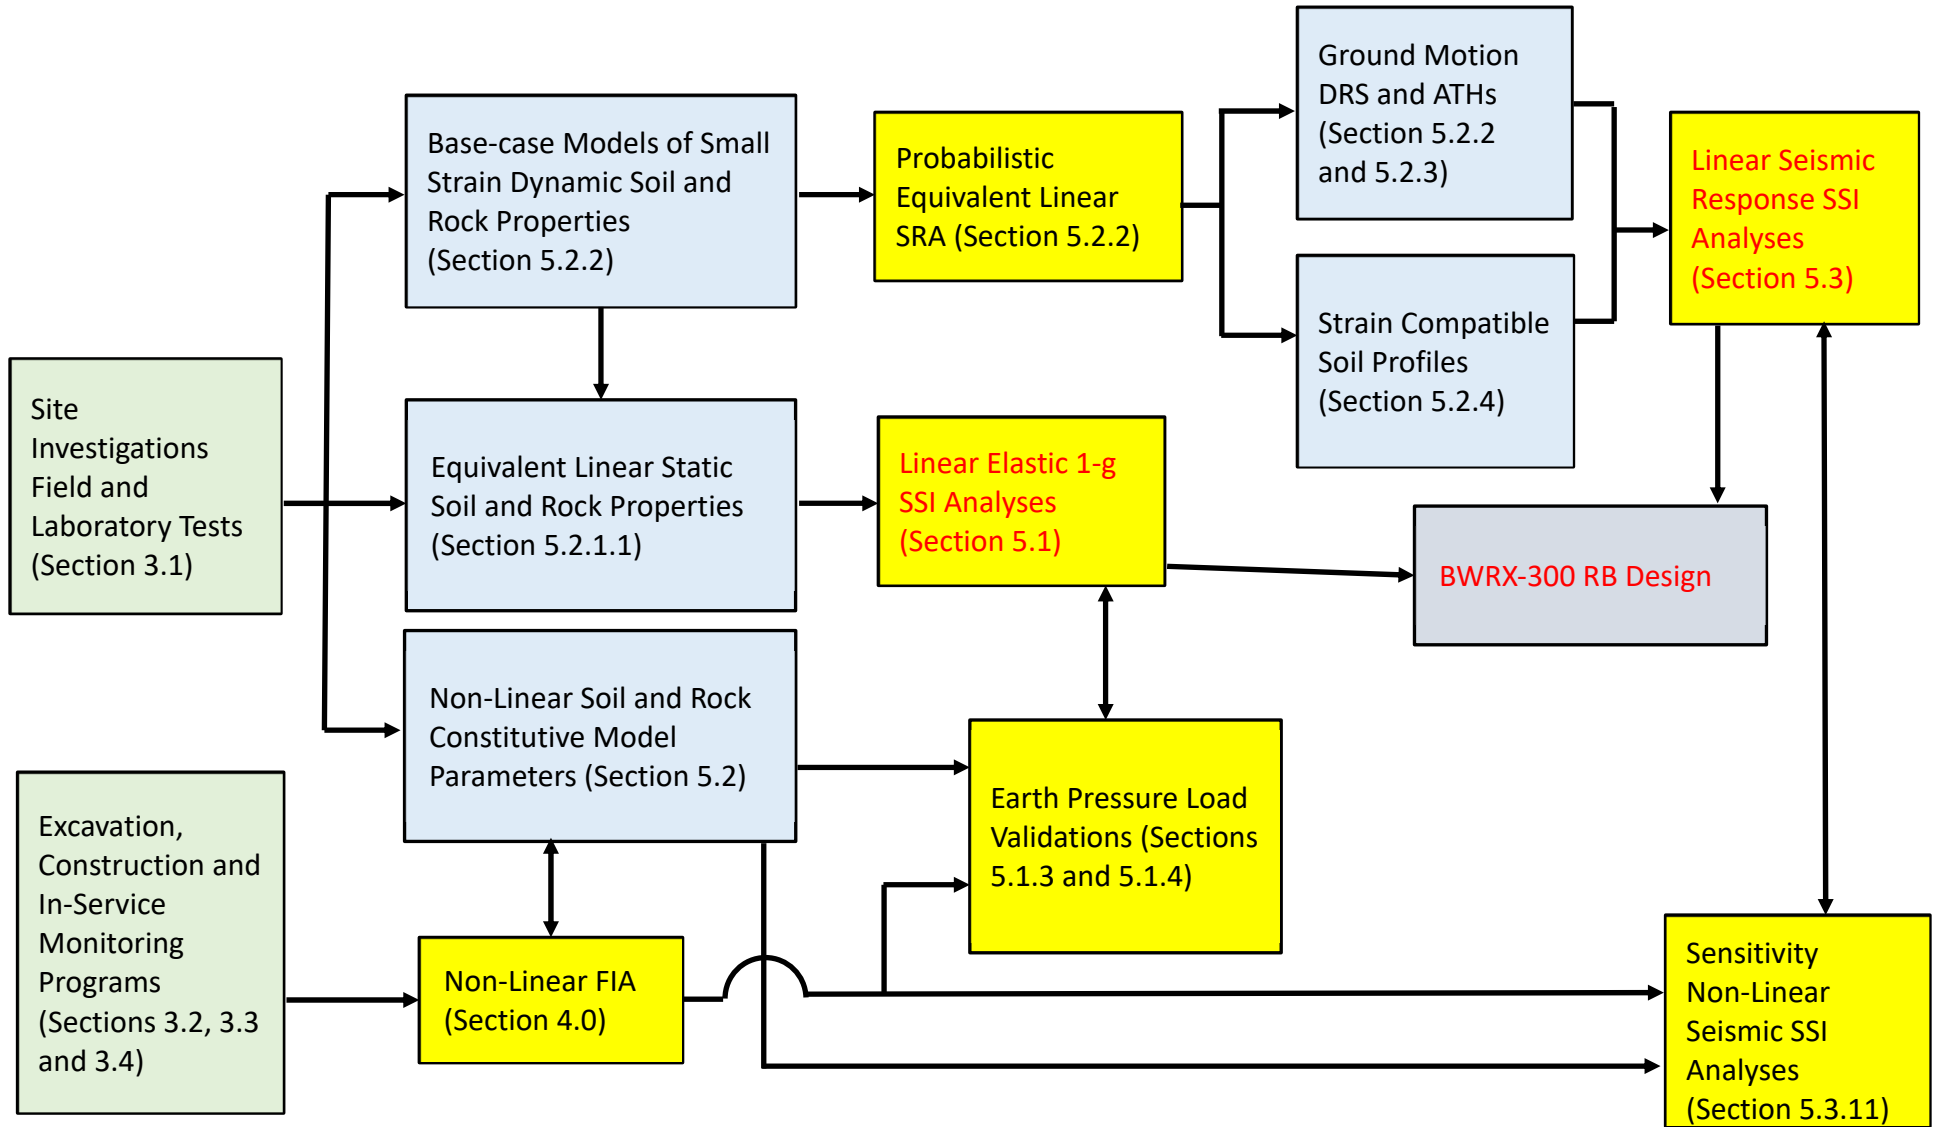 Site
Investigations
Field and
Laboratory Tests
(Section 3.1)
Excavation,
Construction and
In-Service
Monitoring
Programs
(Sections 3.2, 3.3
and 3.4)
Base-case Models of Small
Strain Dynamic Soil and
Rock Properties
(Section 5.2.2)
Equivalent Linear Static
Soil and Rock Properties
(Section 5.2.1.1)
Non-Linear Soil and Rock
Constitutive Model
Parameters (Section 5.2)
Non-Linear FIA
(Section 4.0)
Probabilistic
Equivalent Linear
SRA (Section 5.2.2)
Linear Elastic 1-g
SSI Analyses
(Section 5.1)
Earth Pressure Load
Validations (Sections
5.1.3 and 5.1.4)
Ground Motion
DRS and ATHs
(Section 5.2.2
and 5.2.3)
Strain Compatible
Soil Profiles
(Section 5.2.4)
Linear Seismic
Response SSI
Analyses
(Section 5.3)
BWRX-300 RB Design
Sensitivity
Non-Linear
Seismic SSI
Analyses
(Section 5.3.11)